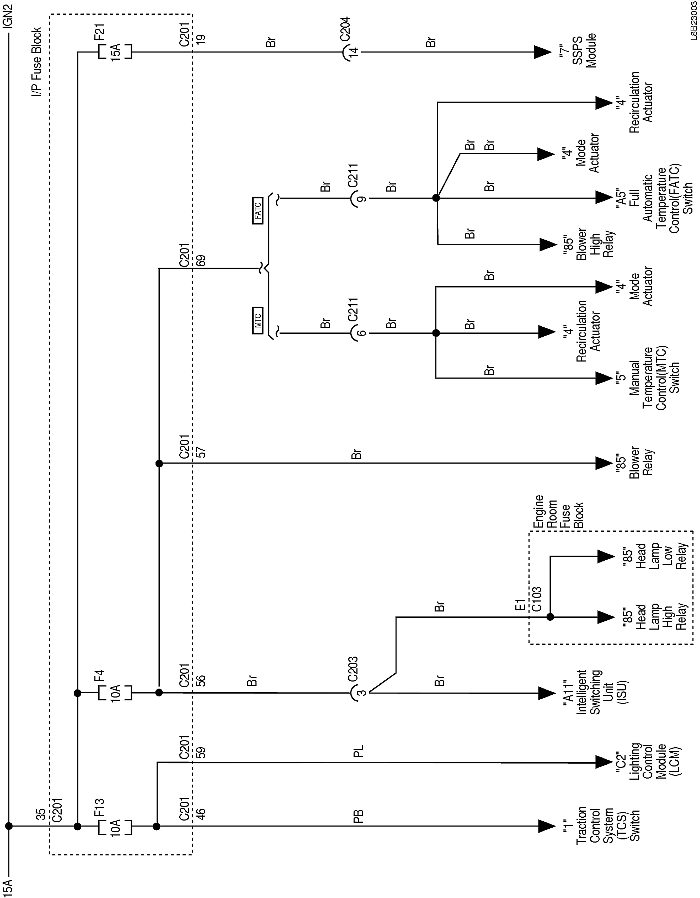 15A
IGN2
35
C201
I/P Fuse Block
F13
10A
F4
10A
F21
15A
C201
46
C201
59
C201
56
C201
57
C201
69
C201
19
MTC
FATC
PB
PL
Br
Br
Br
Br
Br
C203
3
C211
6
C211
9
C204
14
Br
Br
Br
Br
Br
Br
Br
Br
Br
Br
Br
Br
E1
C103
Engine
Room
Fuse
Block
"1"
Traction
Control
System
(TCS)
Switch
"C2"
Lighting
Control
Module
(LCM)
"A11"
Intelligent
Switching
Unit
(ISU)
"85"
Head
Lamp
High
Relay
"85"
Head
Lamp
Low
Relay
"85"
Blower
Relay
"5"
Manual
Temperature
Control(MTC)
Switch
"4"
Recirculation
Actuator
"4"
Mode
Actuator
"85"
Blower
High
Relay
"A5"
Full
Automatic
Temperature
Control(FATC)
Switch
"4"
Mode
Actuator
"4"
Recirculation
Actuator
"7"
SSPS
Module